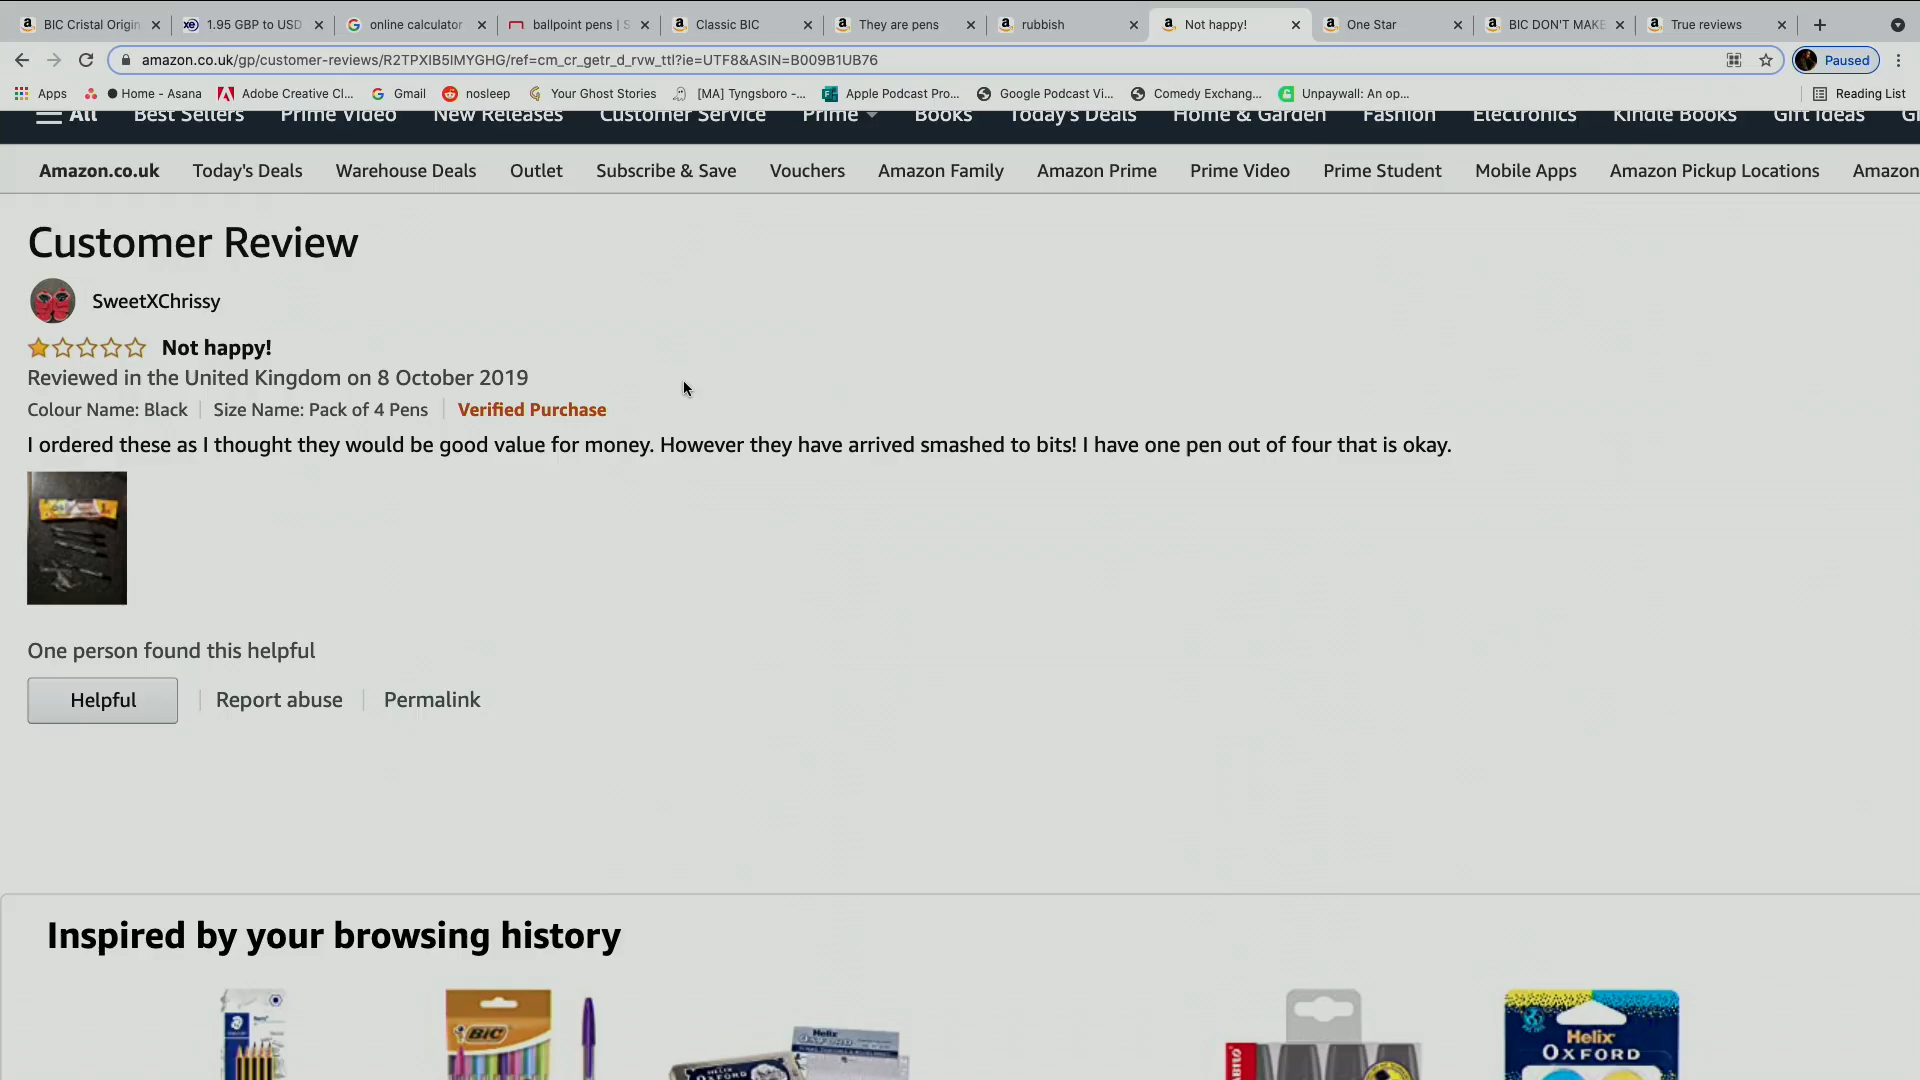 BIC Cristal Origin
1.95 GBP to USD
online calculator
ballpoint pens | S
Classic BIC
They are pens
rubbish
Not happy!
One Star
BIC DON'T MAKE
True reviews
amazon.co.uk/gp/customer-reviews/R2TPXIB5IMYGHG/ref=cm_cr_getr_d_rvw_ttl?ie=UTF8&ASIN=B009B1UB76
Paused
Apps
Home - Asana
Adobe Creative Cl...
Gmail
nosleep
Your Ghost Stories
[MA] Tyngsboro -...
Apple Podcast Pro...
Google Podcast Vi...
Comedy Exchang...
Unpaywall: An op...
Reading List
All Best Sellers Prime Video New Releases Customer Service Prime Books Today's Deals Home & Garden Fashion Electronics Kindle Books Gift Ideas
Amazon.co.uk Today's Deals Warehouse Deals Outlet Subscribe & Save Vouchers Amazon Family Amazon Prime Prime Video Prime Student Mobile Apps Amazon Pickup Locations Amazon
Customer Review
SweetXChrissy
Not happy!
Reviewed in the United Kingdom on 8 October 2019
Colour Name: Black Size Name: Pack of 4 Pens Verified Purchase
I ordered these as I thought they would be good value for money. However they have arrived smashed to bits! I have one pen out of four that is okay.
One person found this helpful
Helpful Report abuse Permalink
Inspired by your browsing history
BIC
Helix
OXFORD
HELIX
OXFORD
Helix
OXFORD